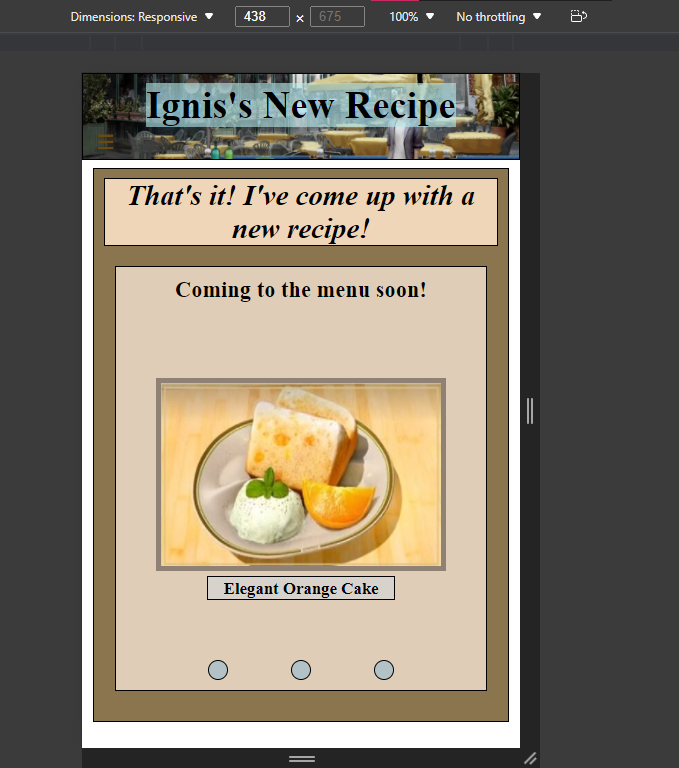 Dimensions: Responsive 438 × 675 100% No throttling
Ignis's New Recipe
That's it! I've come up with a
new recipe!
Coming to the menu soon!
Elegant Orange Cake